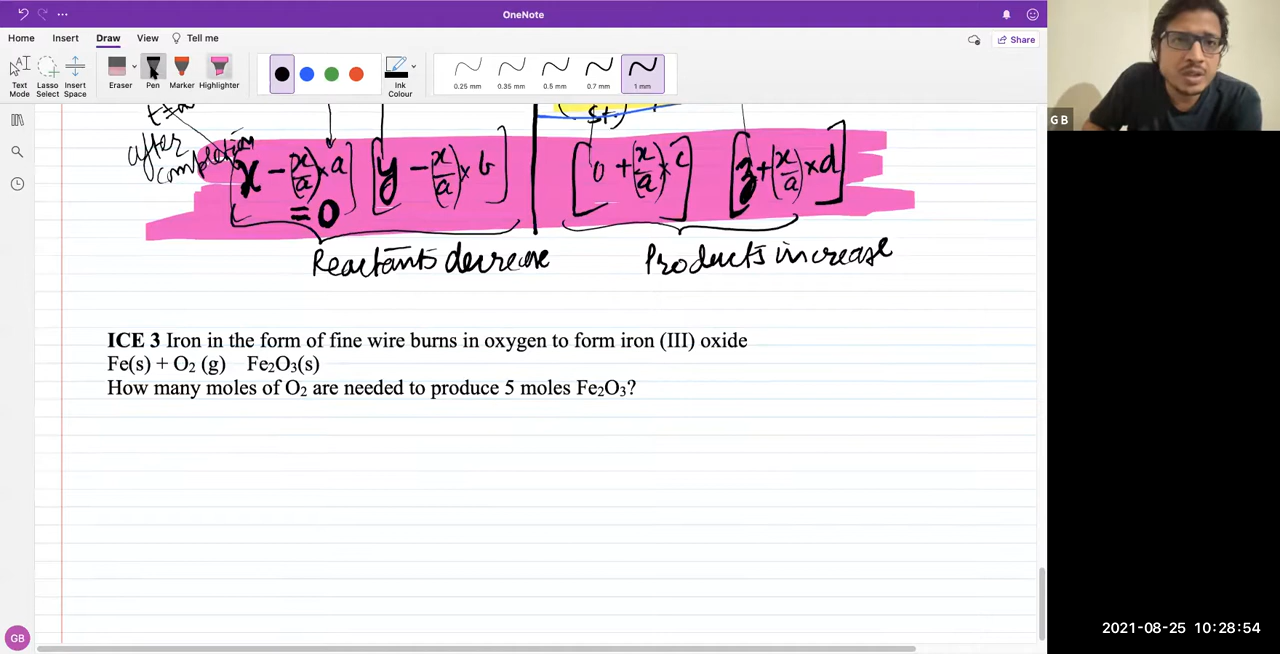 OneNote
Home Insert Draw View Tell me
Share
Text Mode
Lasso Select
Insert Space
Eraser
Pen
Marker
Highlighter
Ink Colour
0.25 mm
0.35 mm
0.5 mm
0.7 mm
1 mm
GB
after
completion
[x - (x/a) × a] [y - (x/a) × b] [0 + (x/a) × c] [z + (x/a) × d]
= 0
Reactants decrease Products increase
ICE 3 Iron in the form of fine wire burns in oxygen to form iron (III) oxide
Fe(s) + O₂ (g) Fe₂O₃(s)
How many moles of O₂ are needed to produce 5 moles Fe₂O₃?
GB
2021-08-25 10:28:54